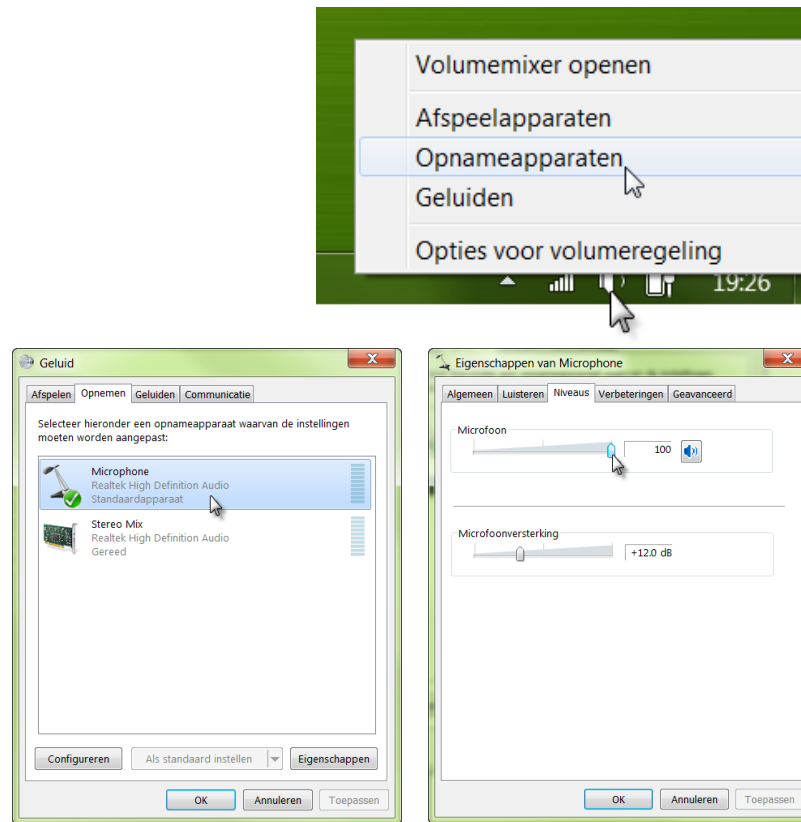 Volumemixer openen
Afspeelapparaten
Opnameapparaten
Geluiden
Opties voor volumeregeling
19:26
Geluid
Afspelen Opnemen Geluiden Communicatie
Selecteer hieronder een opnameapparaat waarvan de instellingen
moeten worden aangepast:
Microphone
Realtek High Definition Audio
Standaardapparaat
Stereo Mix
Realtek High Definition Audio
Gereed
Configureren Als standaard instellen Eigenschappen
OK Annuleren Toepassen
Eigenschappen van Microphone
Algemeen Luisteren Niveaus Verbeteringen Geavanceerd
Microfoon
100
Microfoonversterking
+12.0 dB
OK Annuleren Toepassen